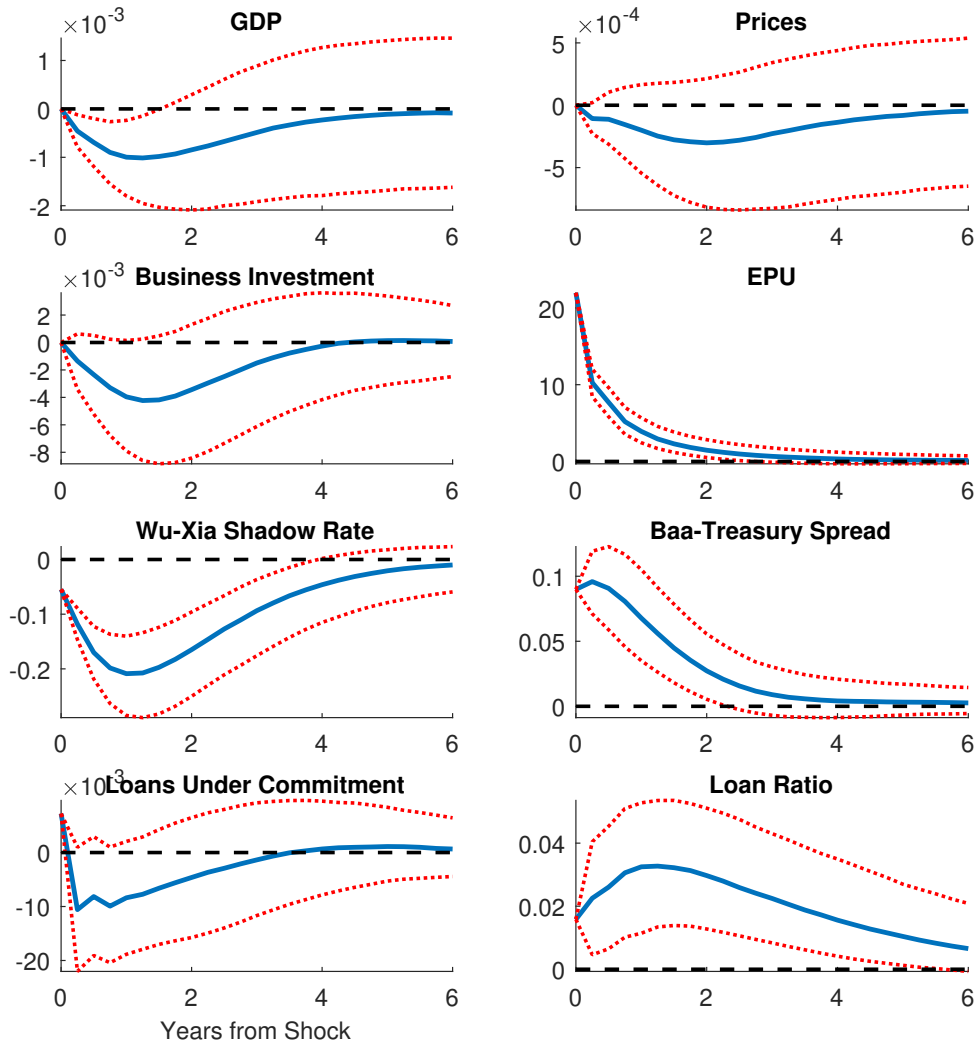 ×10⁻³
GDP
1
0
-1
-2
0 2 4 6
×10⁻⁴
Prices
5
0
-5
0 2 4 6
×10⁻³
Business Investment
2
0
-2
-4
-6
-8
0 2 4 6
EPU
20
10
0
0 2 4 6
Wu-Xia Shadow Rate
0
-0.1
-0.2
0 2 4 6
Baa-Treasury Spread
0.1
0.05
0
0 2 4 6
×10⁻³
Loans Under Commitment
0
-10
-20
0 2 4 6
Years from Shock
Loan Ratio
0.04
0.02
0
0 2 4 6